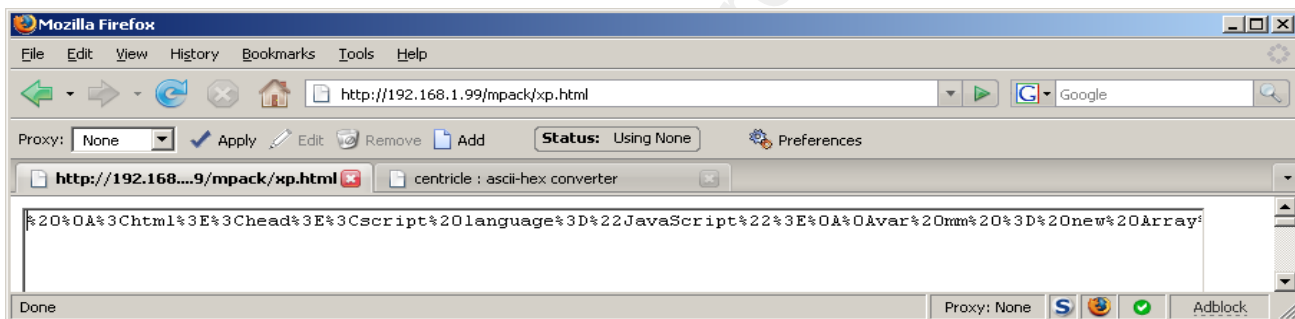 Mozilla Firefox
File Edit View History Bookmarks Tools Help
http://192.168.1.99/mpack/xp.html Google
Proxy: None Apply Edit Remove Add Status: Using None Preferences
http://192.168....9/mpack/xp.html centricle : ascii-hex converter
%20%0A%3Chtml%3E%3Chead%3E%3Cscript%20language%3D%22JavaScript%22%3E%0A%0Avar%20mm%20%3D%20new%20Array
Done Proxy: None Adblock